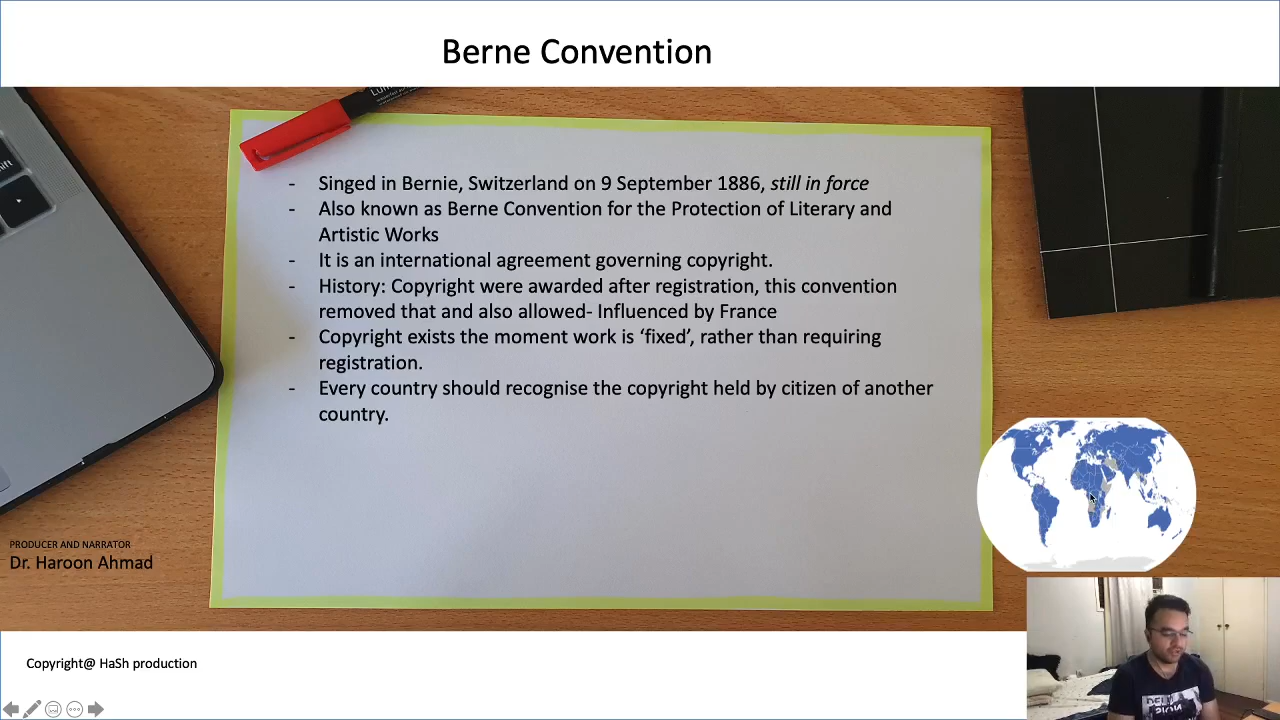 Berne Convention
Lum
shift
- Singed in Bernie, Switzerland on 9 September 1886, still in force
- Also known as Berne Convention for the Protection of Literary and
Artistic Works
- It is an international agreement governing copyright.
- History: Copyright were awarded after registration, this convention
removed that and also allowed- Influenced by France
- Copyright exists the moment work is ‘fixed’, rather than requiring
registration.
- Every country should recognise the copyright held by citizen of another
country.
PRODUCER AND NARRATOR
Dr. Haroon Ahmad
Copyright@ HaSh production